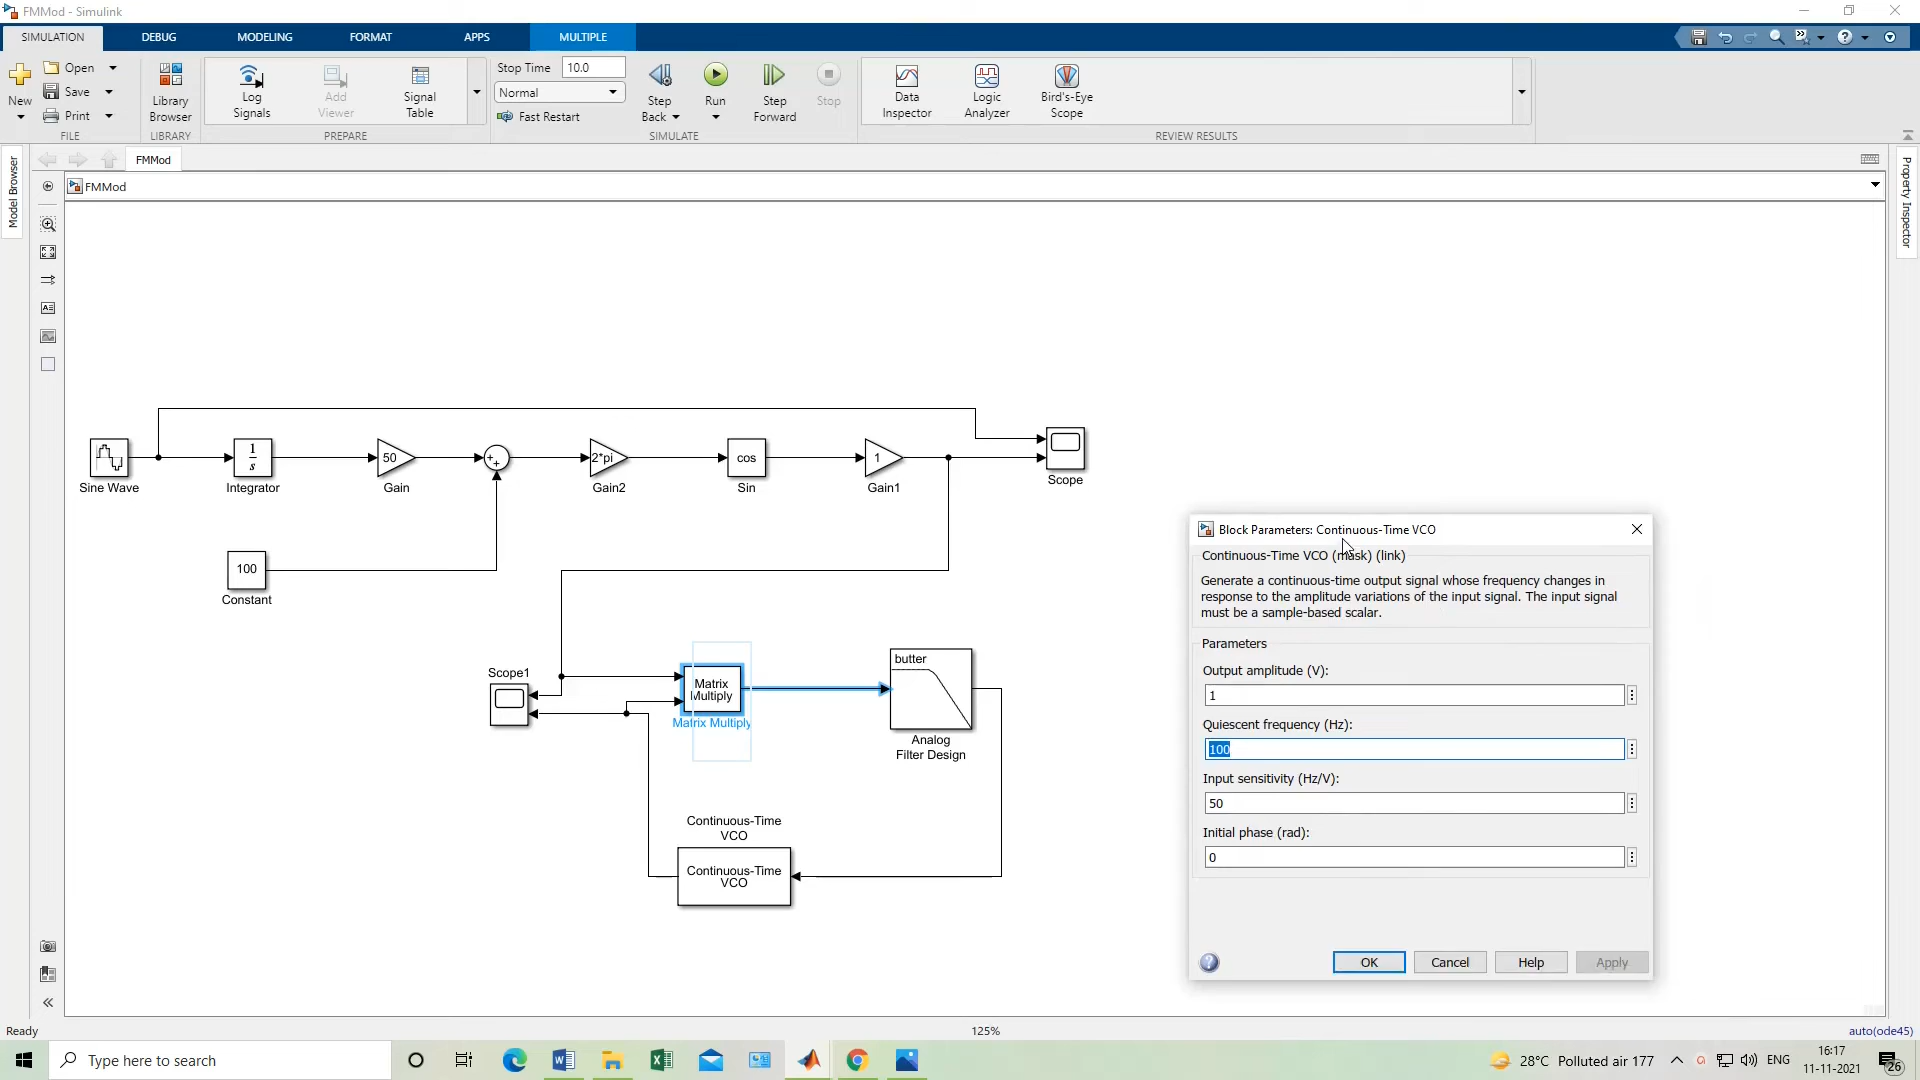 FMMod - Simulink
SIMULATION
DEBUG
MODELING
FORMAT
APPS
MULTIPLE
New
Open
Save
Print
FILE
Library
Browser
LIBRARY
Log
Signals
Add
Viewer
Signal
Table
PREPARE
Stop Time 10.0
Normal
Fast Restart
Step
Back
Run
Step
Forward
Stop
SIMULATE
Data
Inspector
Logic
Analyzer
Bird's-Eye
Scope
REVIEW RESULTS
Model Browser
Property Inspector
FMMod
FMMod
Sine Wave
1
s
Integrator
50
Gain
+
+
2*pi
Gain2
cos
Sin
1
Gain1
Scope
100
Constant
Scope1
Matrix
Multiply
Matrix Multiply
butter
Analog
Filter Design
Continuous-Time
VCO
Continuous-Time
VCO
Block Parameters: Continuous-Time VCO
Continuous-Time VCO (mask) (link)
Generate a continuous-time output signal whose frequency changes in
response to the amplitude variations of the input signal. The input signal
must be a sample-based scalar.
Parameters
Output amplitude (V):
1
Quiescent frequency (Hz):
100
Input sensitivity (Hz/V):
50
Initial phase (rad):
0
OK
Cancel
Help
Apply
Ready
125%
auto(ode45)
Type here to search
28°C Polluted air 177
ENG
16:17
11-11-2021
26